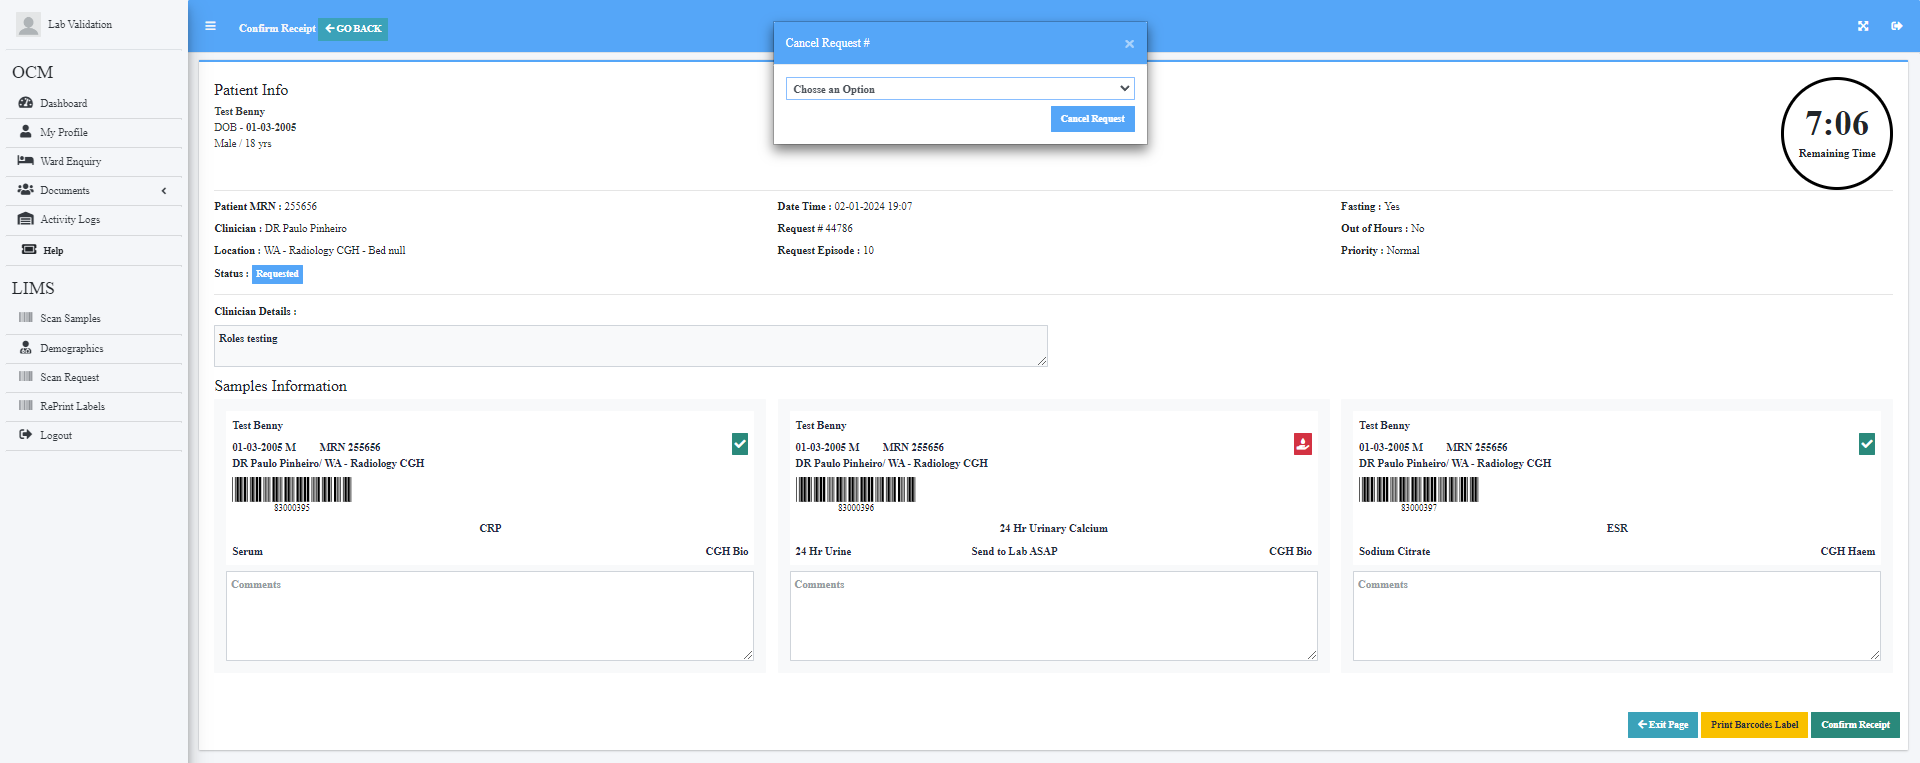 Lab Validation
OCM
Dashboard
My Profile
Ward Enquiry
Documents
Activity Logs
Help
LIMS
Scan Samples
Demographics
Scan Request
RePrint Labels
Logout
Confirm Receipt GO BACK
Cancel Request # ×
Chosse an Option
Cancel Request
Patient Info
Test Benny
DOB - 01-03-2005
Male / 18 yrs
7:06
Remaining Time
Patient MRN : 255656 Date Time : 02-01-2024 19:07 Fasting : Yes
Clinician : DR Paulo Pinheiro Request # 44786 Out of Hours : No
Location : WA - Radiology CGH - Bed null Request Episode : 10 Priority : Normal
Status : Requested
Clinician Details :
Roles testing
Samples Information
Test Benny
01-03-2005 M MRN 255656
DR Paulo Pinheiro/ WA - Radiology CGH
83000395
CRP
Serum CGH Bio
Comments
Test Benny
01-03-2005 M MRN 255656
DR Paulo Pinheiro/ WA - Radiology CGH
83000396
24 Hr Urinary Calcium
24 Hr Urine Send to Lab ASAP CGH Bio
Comments
Test Benny
01-03-2005 M MRN 255656
DR Paulo Pinheiro/ WA - Radiology CGH
83000397
ESR
Sodium Citrate CGH Haem
Comments
Exit Page Print Barcodes Label Confirm Receipt